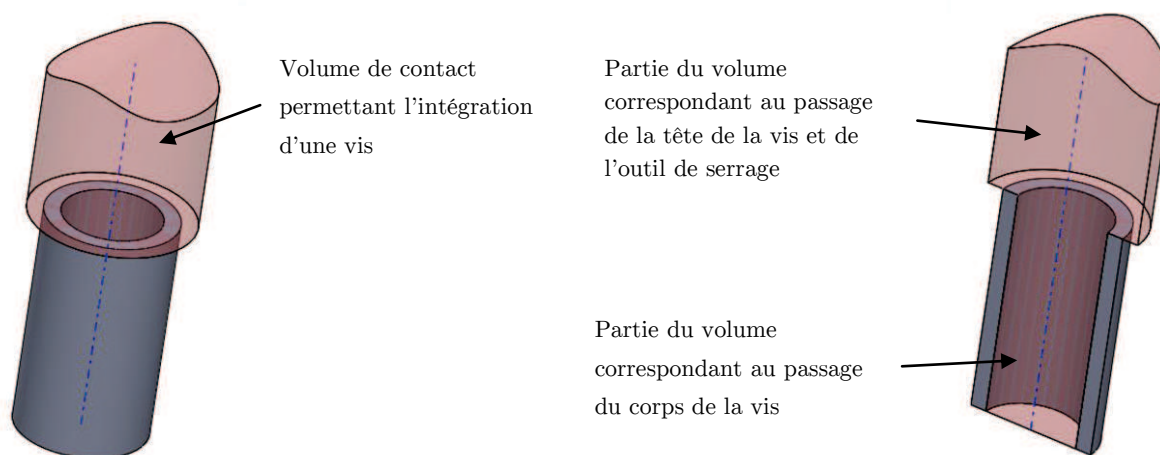 Volume de contact
permettant l'intégration
d'une vis
Partie du volume
correspondant au passage
de la tête de la vis et de
l'outil de serrage
Partie du volume
correspondant au passage
du corps de la vis